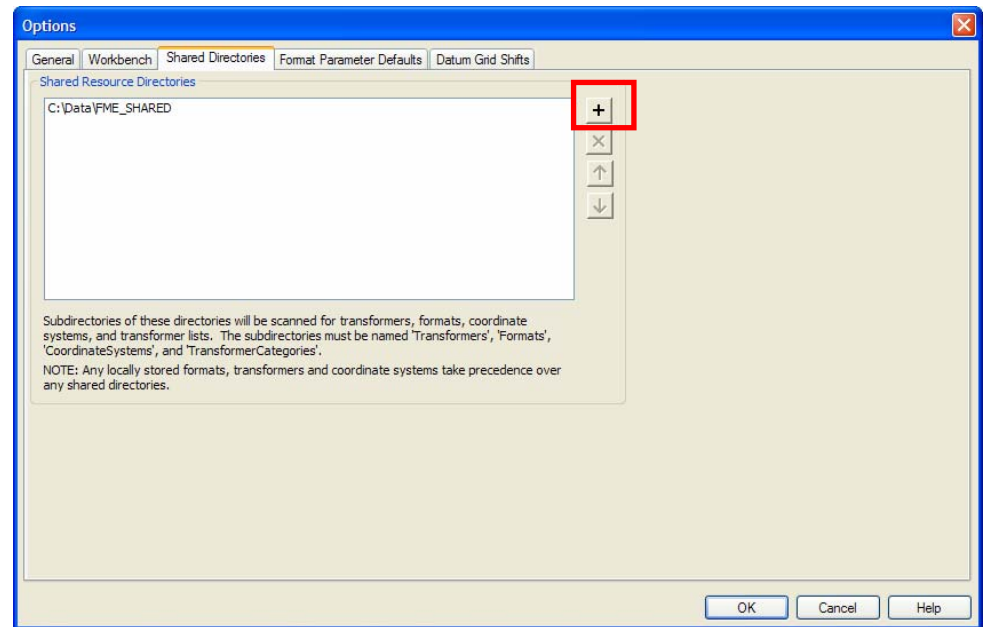 Options
General Workbench Shared Directories Format Parameter Defaults Datum Grid Shifts
Shared Resource Directories
C:\Data\FME_SHARED
Subdirectories of these directories will be scanned for transformers, formats, coordinate
systems, and transformer lists. The subdirectories must be named 'Transformers', 'Formats',
'CoordinateSystems', and 'TransformerCategories'.
NOTE: Any locally stored formats, transformers and coordinate systems take precedence over
any shared directories.
OK Cancel Help